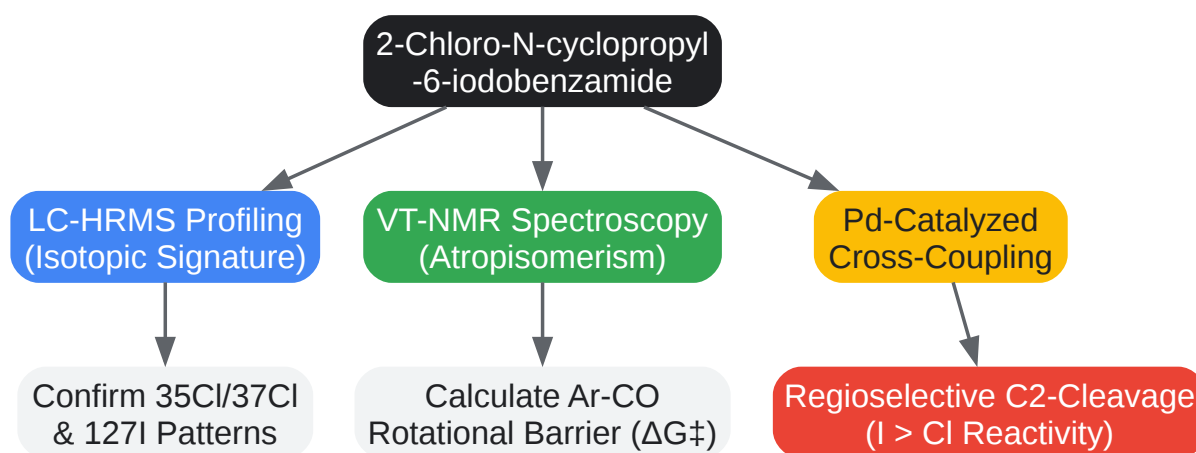 2-Chloro-N-cyclopropyl
-6-iodobenzamide
LC-HRMS Profiling
(Isotopic Signature)
VT-NMR Spectroscopy
(Atropisomerism)
Pd-Catalyzed
Cross-Coupling
Confirm 35Cl/37Cl
& 127I Patterns
Calculate Ar-CO
Rotational Barrier (ΔG‡)
Regioselective C2-Cleavage
(I > Cl Reactivity)